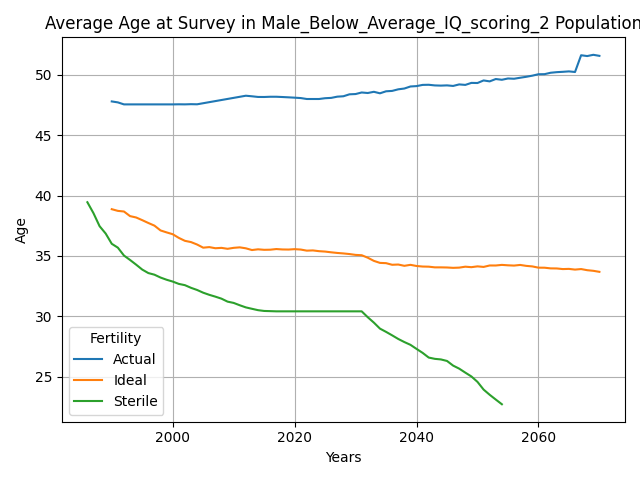 Average Age at Survey in Male_Below_Average_IQ_scoring_2 Population
50
45
40
35
30
25
Age
Fertility
Actual
Ideal
Sterile
2000
2020
2040
2060
Years